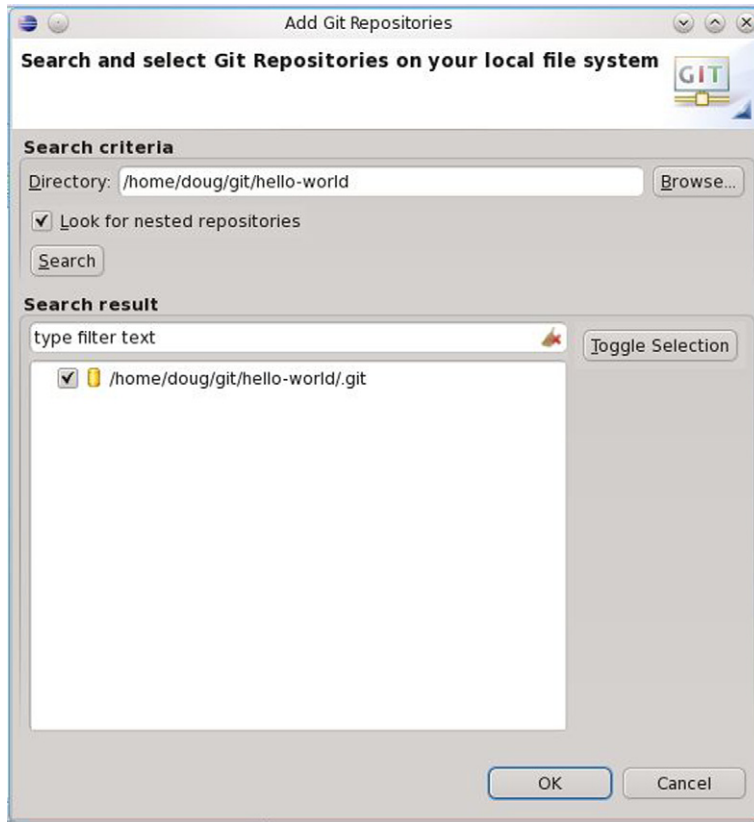 Add Git Repositories
Search and select Git Repositories on your local file system
GIT
Search criteria
Directory: /home/doug/git/hello-world Browse...
Look for nested repositories
Search
Search result
type filter text
Toggle Selection
/home/doug/git/hello-world/.git
OK Cancel